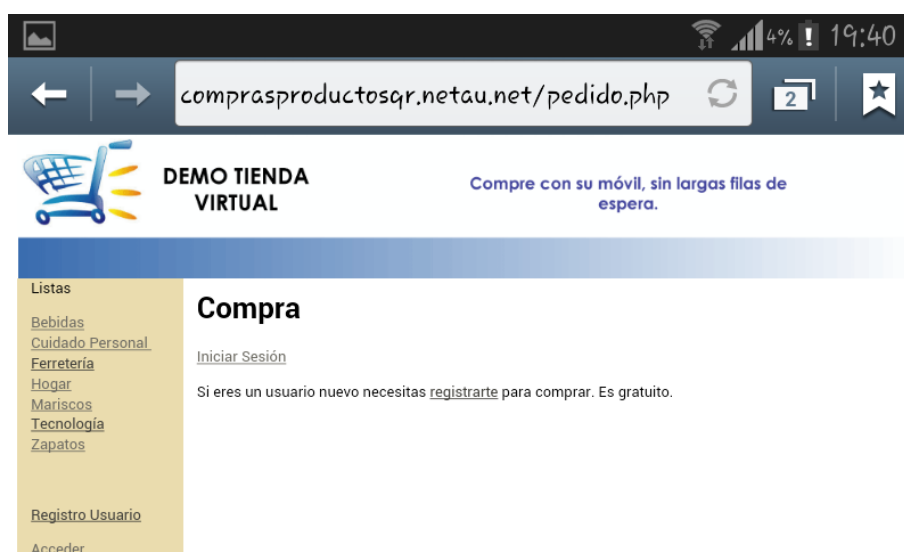 4% 19:40
comprasproductosqr.netau.net/pedido.php
2
DEMO TIENDA
VIRTUAL
Compre con su móvil, sin largas filas de
espera.
Listas
Bebidas
Cuidado Personal
Ferretería
Hogar
Mariscos
Tecnología
Zapatos
Registro Usuario
Acceder
Compra
Iniciar Sesión
Si eres un usuario nuevo necesitas registrarte para comprar. Es gratuito.